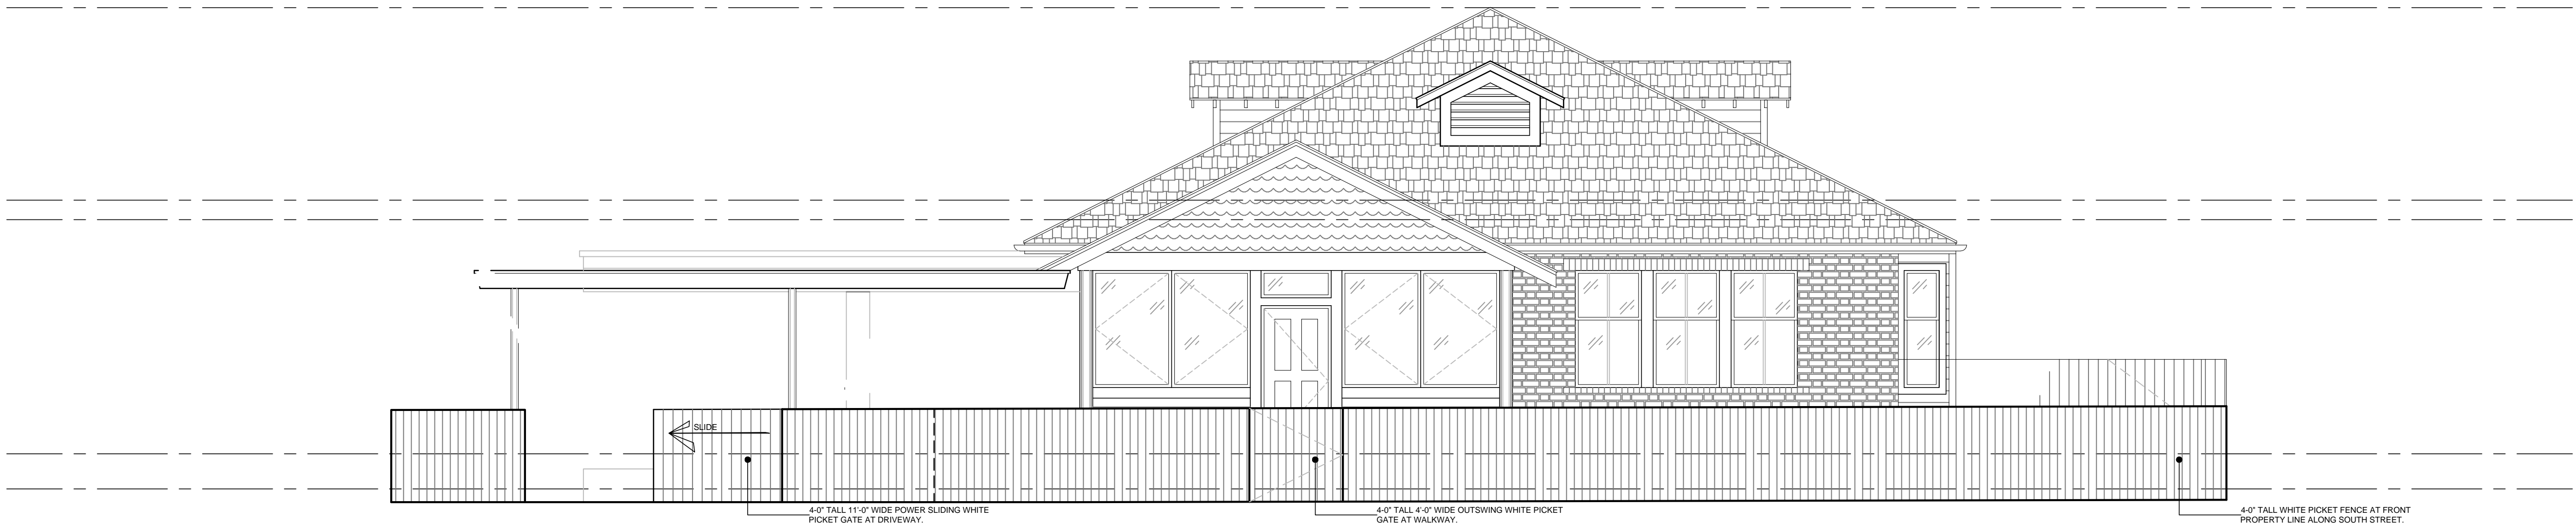 SLIDE
4-0" TALL 11'-0" WIDE POWER SLIDING WHITE
PICKET GATE AT DRIVEWAY.
4-0" TALL 4'-0" WIDE OUTSWING WHITE PICKET
GATE AT WALKWAY.
4-0" TALL WHITE PICKET FENCE AT FRONT
PROPERTY LINE ALONG SOUTH STREET.